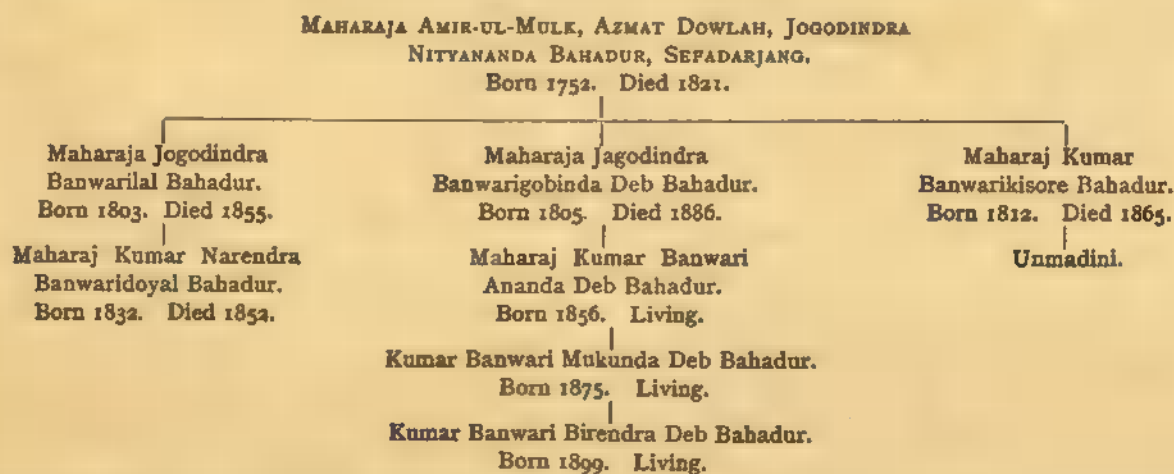 MAHARAJA AMIR-UL-MULK, AZMAT DOWLAH, JOGODINDRA
NITYANANDA BAHADUR, SEFADARJANG.
Born 1752. Died 1821.
Maharaja Jogodindra
Banwarilal Bahadur.
Born 1803. Died 1855.
Maharaj Kumar Narendra
Banwaridoyal Bahadur.
Born 1832. Died 1852.
Maharaja Jagodindra
Banwarigobinda Deb Bahadur.
Born 1805. Died 1886.
Maharaj Kumar Banwari
Ananda Deb Bahadur.
Born 1856. Living.
Kumar Banwari Mukunda Deb Bahadur.
Born 1875. Living.
Kumar Banwari Birendra Deb Bahadur.
Born 1899. Living.
Maharaj Kumar
Banwarikisore Bahadur.
Born 1812. Died 1865.
Unmadini.